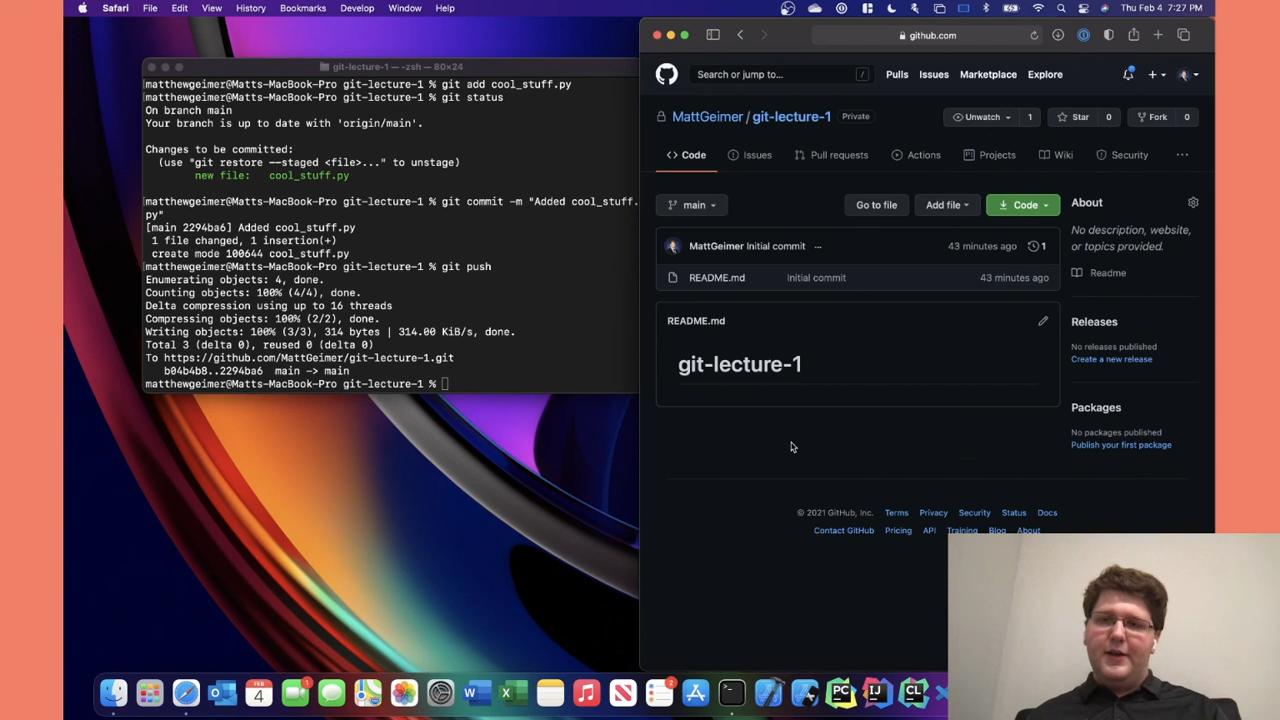 Safari File Edit View History Bookmarks Develop Window Help
Thu Feb 4 7:27 PM
git-lecture-1 — -zsh — 80×24
matthewgeimer@Matts-MacBook-Pro git-lecture-1 % git add cool_stuff.py
matthewgeimer@Matts-MacBook-Pro git-lecture-1 % git status
On branch main
Your branch is up to date with 'origin/main'.
Changes to be committed:
(use "git restore --staged <file>..." to unstage)
new file: cool_stuff.py
matthewgeimer@Matts-MacBook-Pro git-lecture-1 % git commit -m "Added cool_stuff.
py"
[main 2294ba6] Added cool_stuff.py
1 file changed, 1 insertion(+)
create mode 100644 cool_stuff.py
matthewgeimer@Matts-MacBook-Pro git-lecture-1 % git push
Enumerating objects: 4, done.
Counting objects: 100% (4/4), done.
Delta compression using up to 16 threads
Compressing objects: 100% (2/2), done.
Writing objects: 100% (3/3), 314 bytes | 314.00 KiB/s, done.
Total 3 (delta 0), reused 0 (delta 0)
To https://github.com/MattGeimer/git-lecture-1.git
b04b4b8..2294ba6 main -> main
matthewgeimer@Matts-MacBook-Pro git-lecture-1 %
github.com
Search or jump to... /
Pulls Issues Marketplace Explore
MattGeimer / git-lecture-1 Private
Unwatch 1 Star 0 Fork 0
Code Issues Pull requests Actions Projects Wiki Security
main
Go to file Add file Code
MattGeimer Initial commit ... 43 minutes ago 1
README.md Initial commit 43 minutes ago
README.md
git-lecture-1
About
No description, website,
or topics provided.
Readme
Releases
No releases published
Create a new release
Packages
No packages published
Publish your first package
© 2021 GitHub, Inc. Terms Privacy Security Status Docs
Contact GitHub Pricing API Training Blog About
FEB
4
1
2
PC
IJ
CL